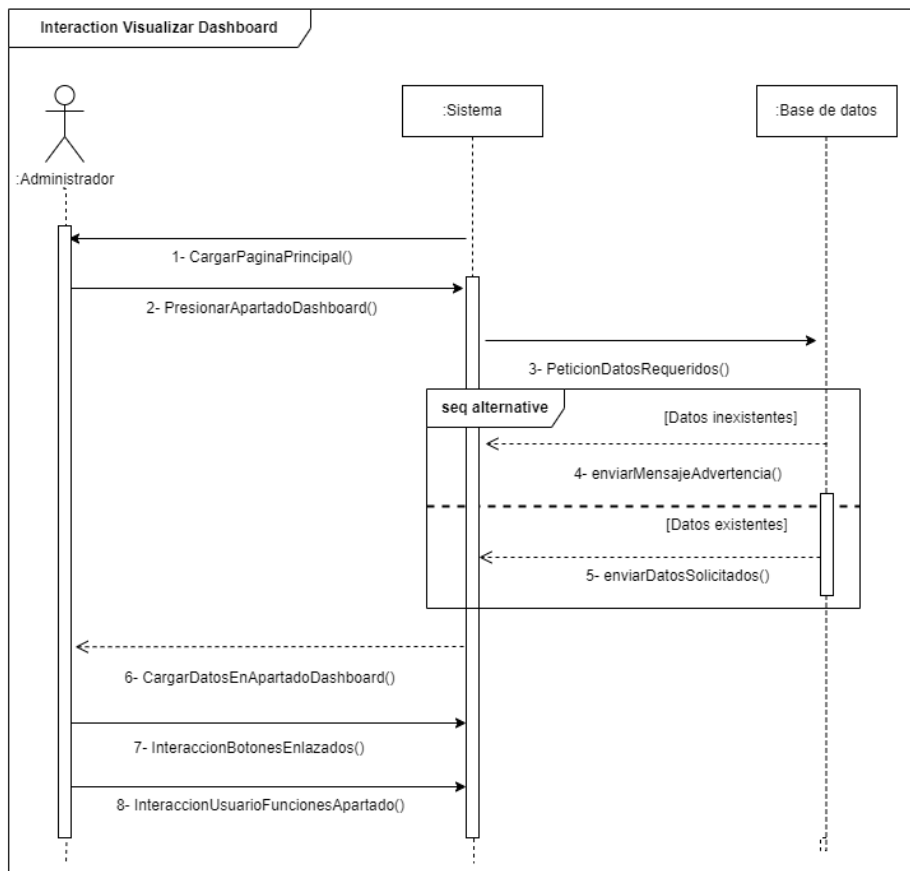 Interaction Visualizar Dashboard
:Sistema
:Base de datos
:Administrador
1- CargarPaginaPrincipal()
2- PresionarApartadoDashboard()
3- PeticionDatosRequeridos()
seq alternative
[Datos inexistentes]
4- enviarMensajeAdvertencia()
[Datos existentes]
5- enviarDatosSolicitados()
6- CargarDatosEnApartadoDashboard()
7- InteraccionBotonesEnlazados()
8- InteraccionUsuarioFuncionesApartado()